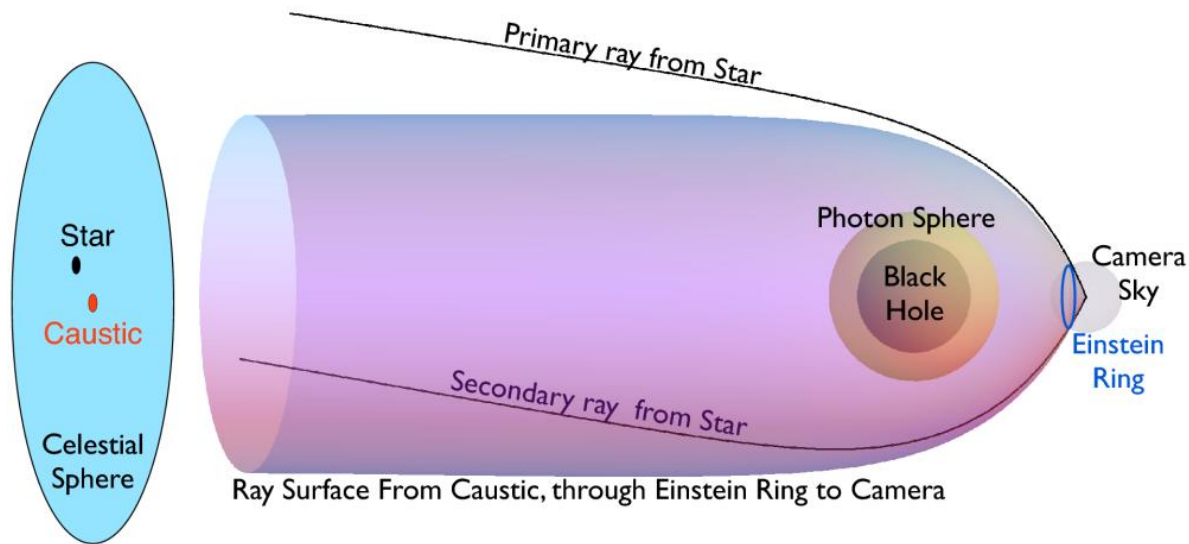 Primary ray from Star
Star
Caustic
Celestial
Sphere
Photon Sphere
Black
Hole
Camera
Sky
Einstein
Ring
Secondary ray from Star
Ray Surface From Caustic, through Einstein Ring to Camera